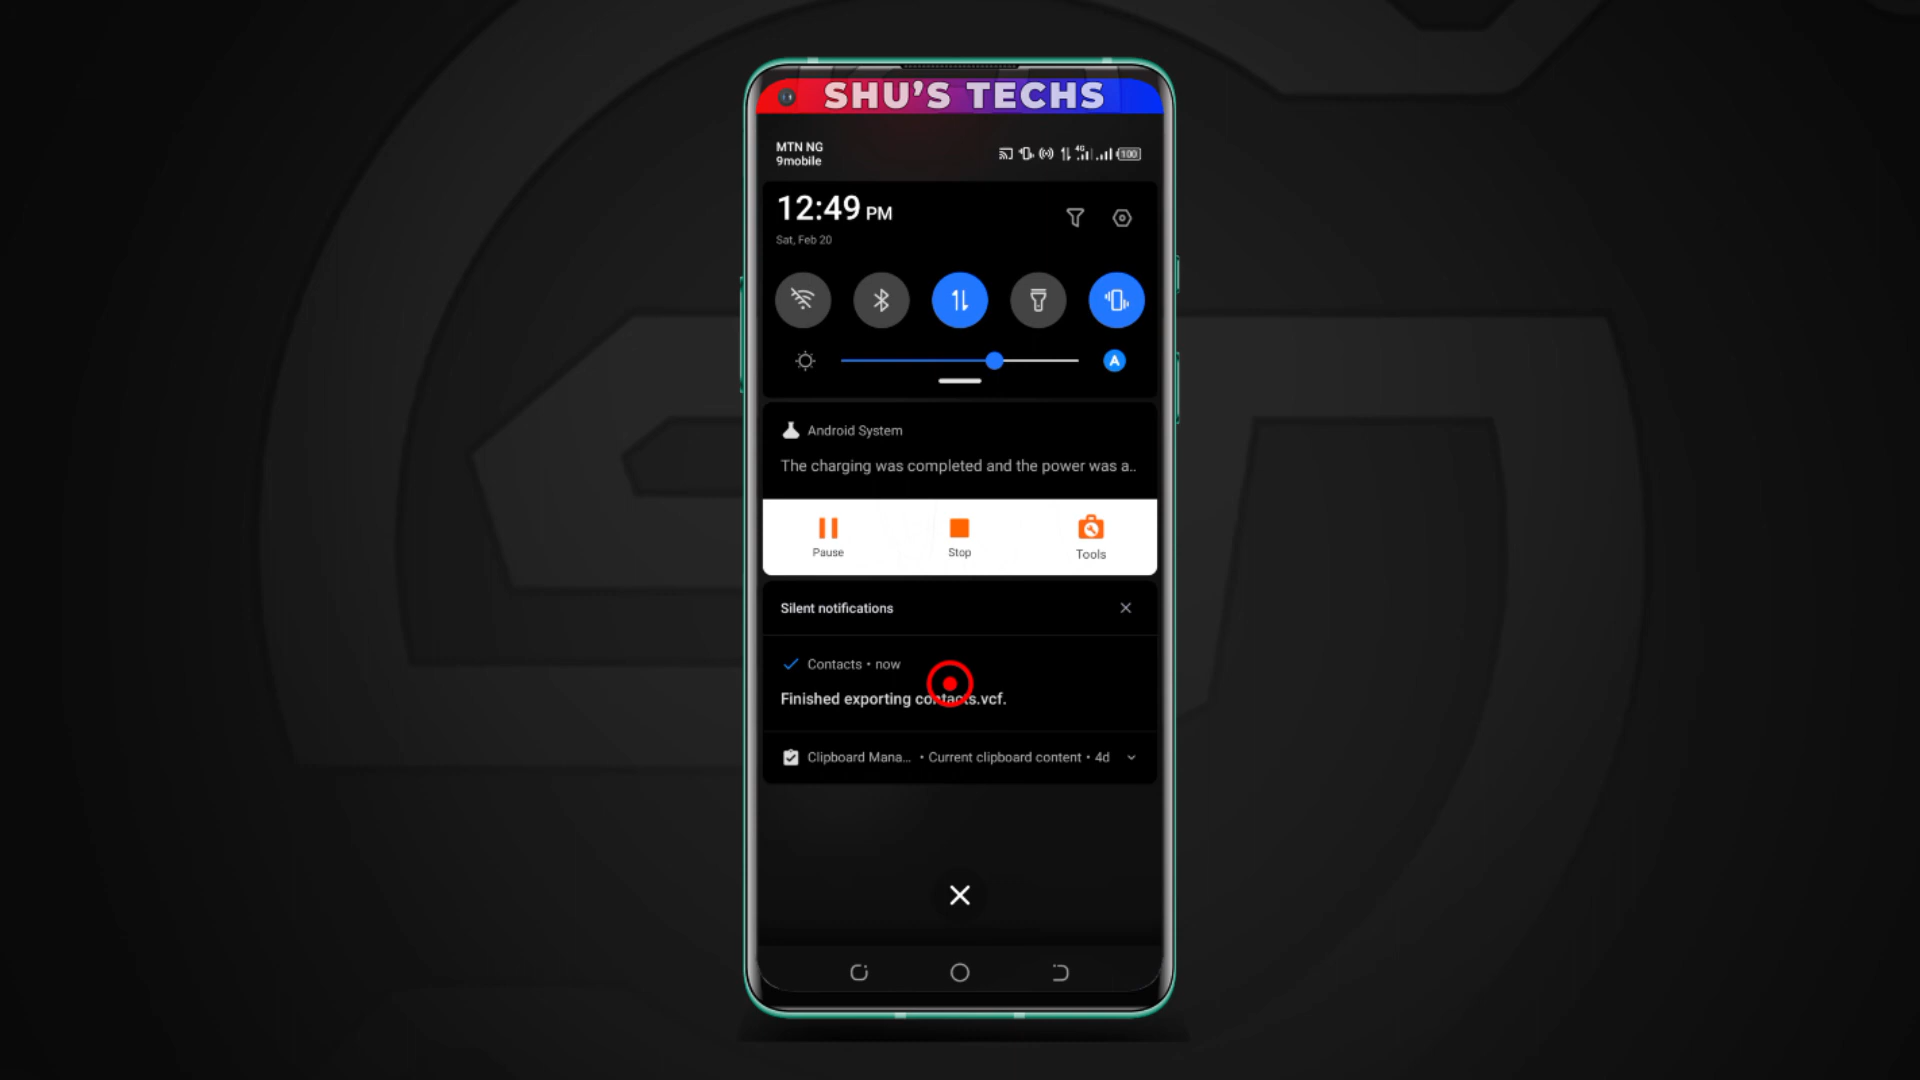 SHU'S TECHS
MTN NG
9mobile
4G
100
12:49 PM
Sat, Feb 20
A
Android System
The charging was completed and the power was a..
Pause
Stop
Tools
Silent notifications
Contacts • now
Finished exporting contacts.vcf.
Clipboard Mana... • Current clipboard content • 4d